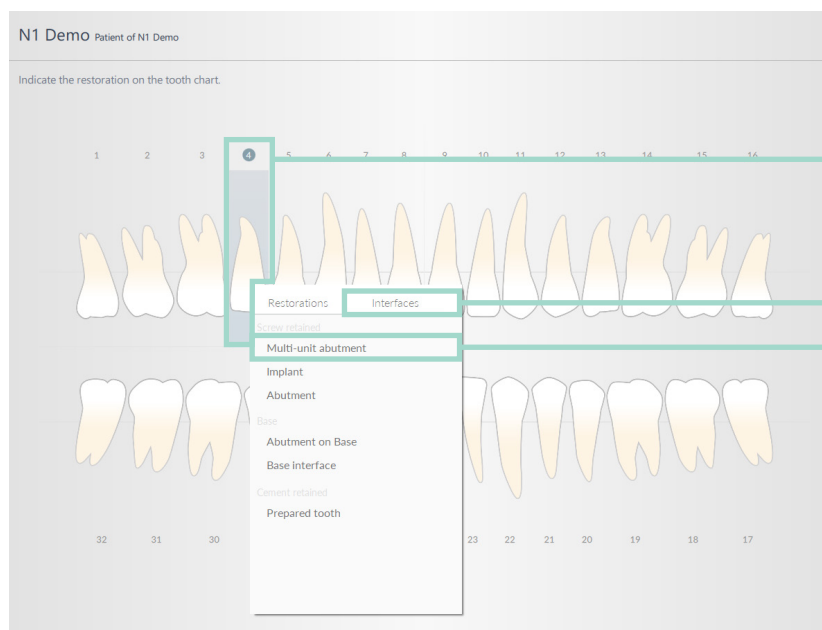 N1 Demo Patient of N1 Demo
Indicate the restoration on the tooth chart.
1 2 3 4 5 6 7 8 9 10 11 12 13 14 15 16
Restorations Interfaces
Screw retained
Multi-unit abutment
Implant
Abutment
Base
Abutment on Base
Base interface
Cement retained
Prepared tooth
32 31 30 23 22 21 20 19 18 17